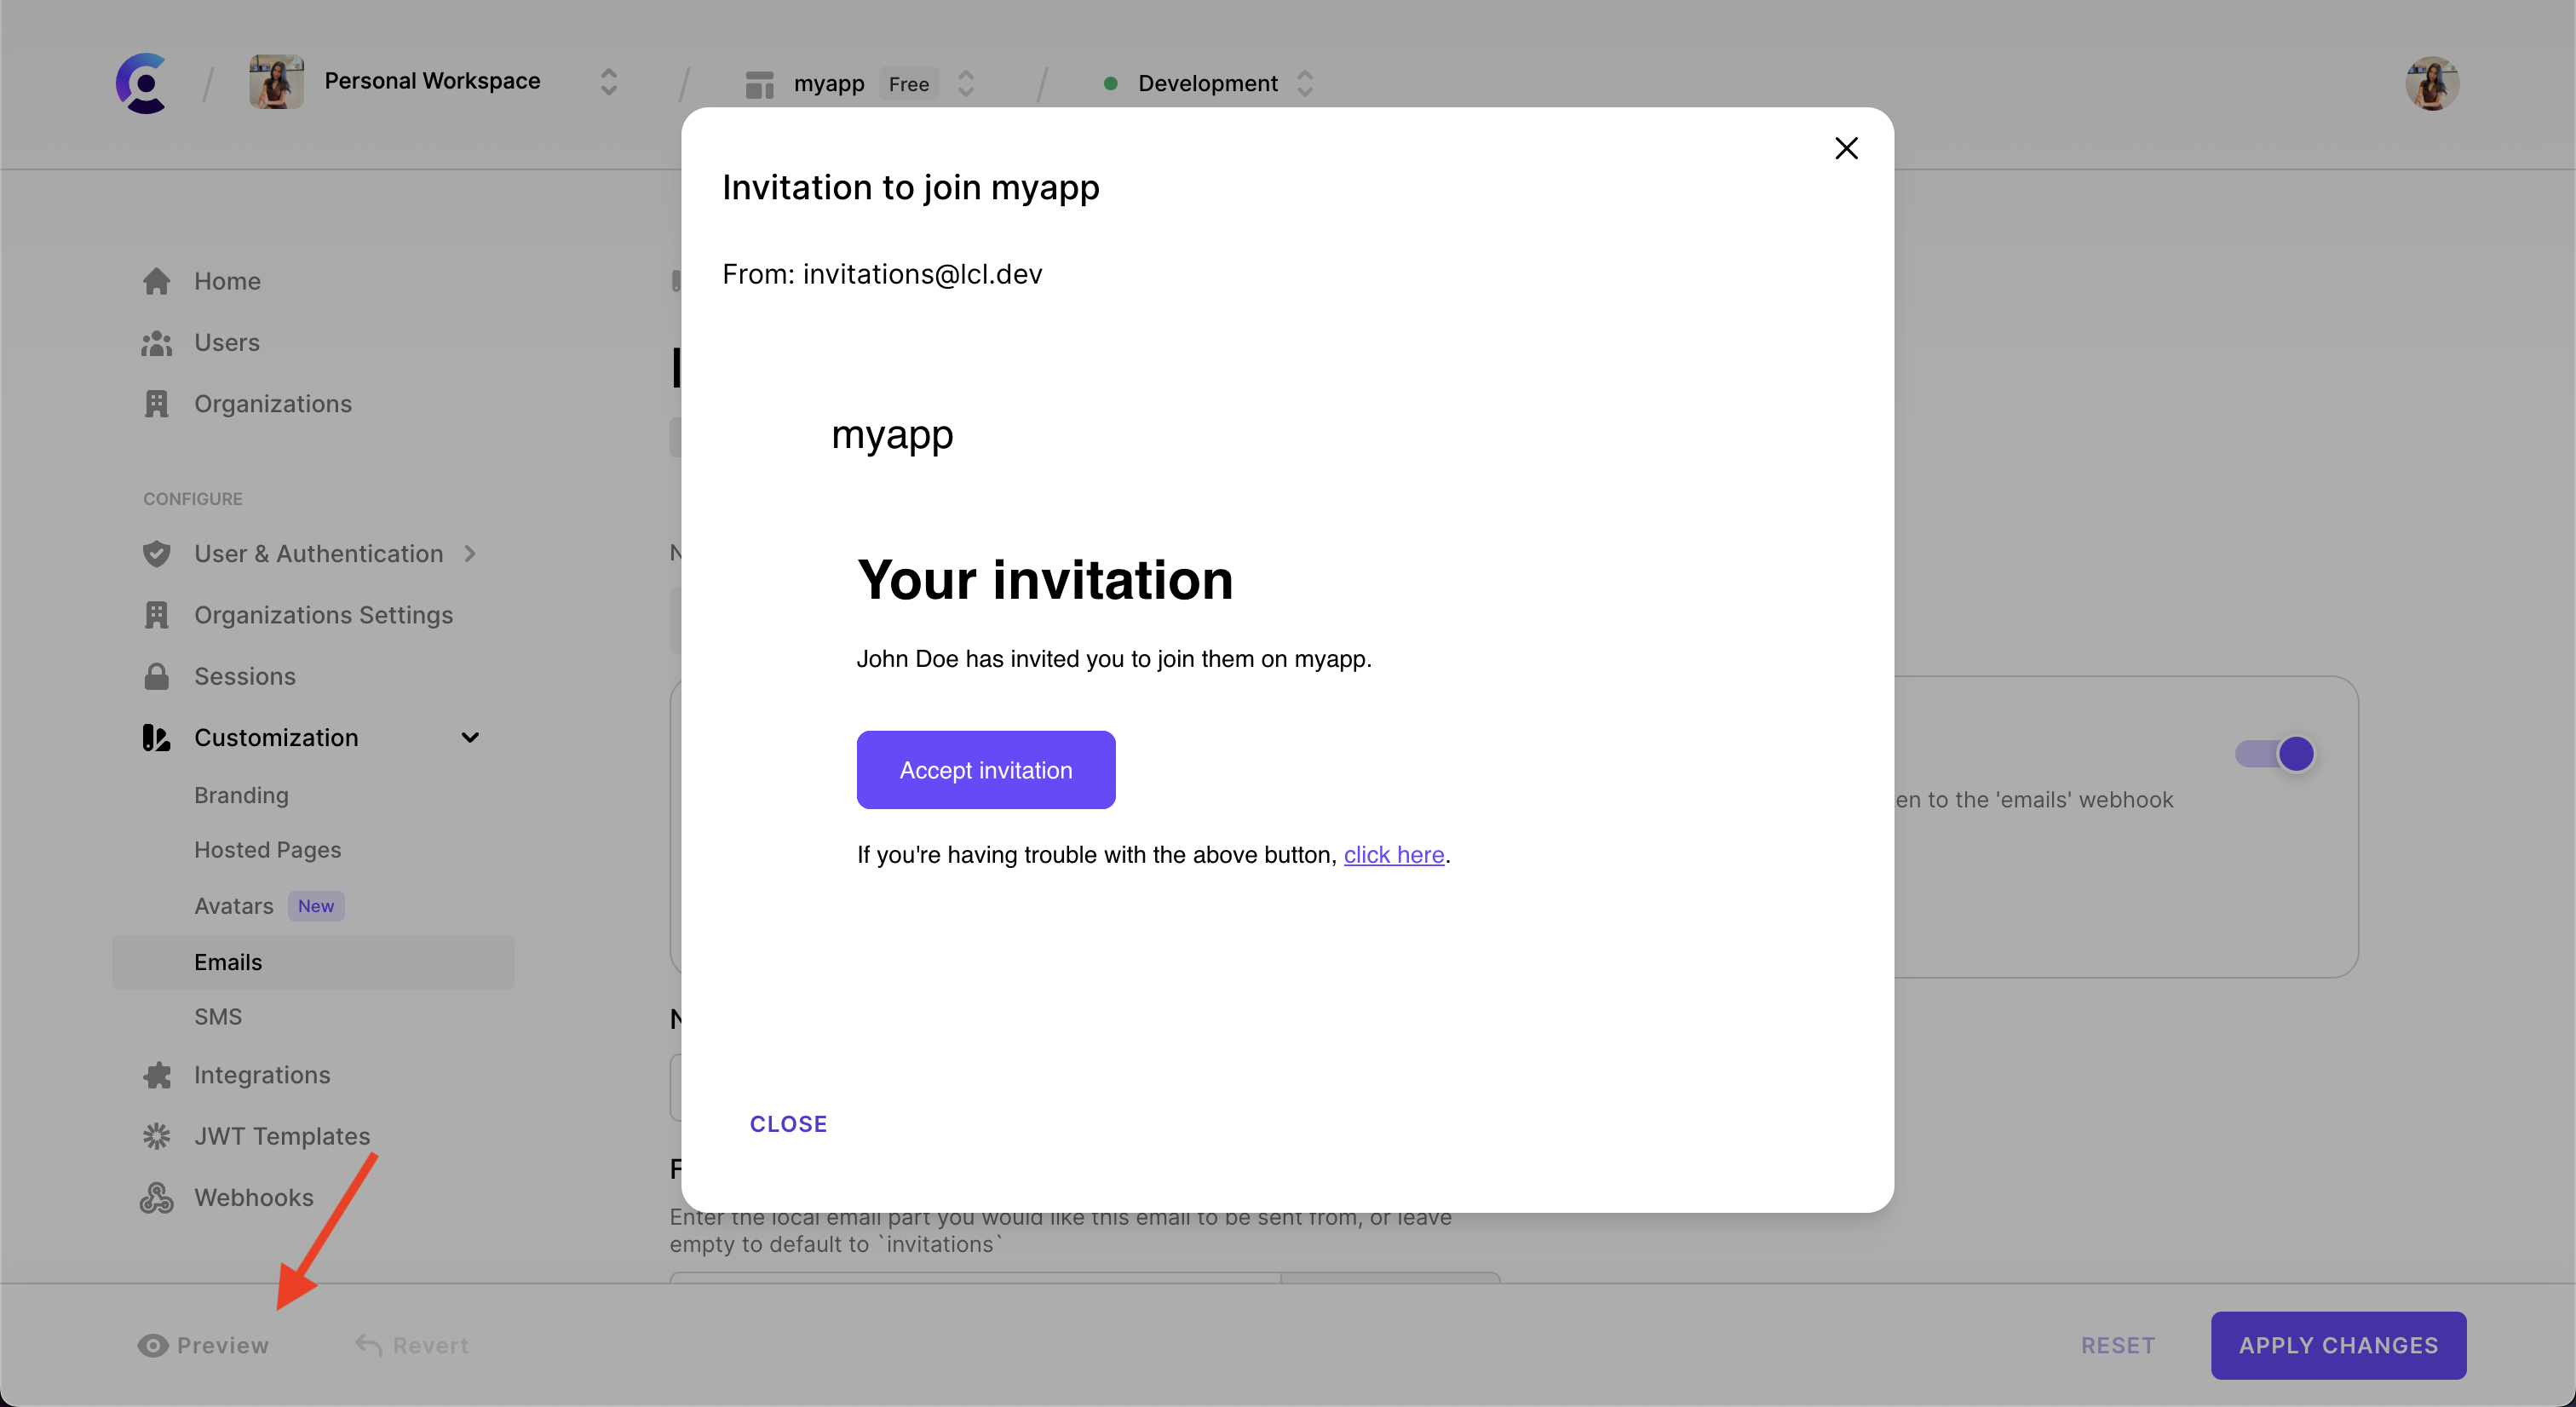 Personal Workspace
myapp Free
Development
Home
Users
Organizations
CONFIGURE
User & Authentication
Organizations Settings
Sessions
Customization
Branding
Hosted Pages
Avatars New
Emails
SMS
Integrations
JWT Templates
Webhooks
Invitation to join myapp
From: invitations@lcl.dev
myapp
Your invitation
John Doe has invited you to join them on myapp.
Accept invitation
If you're having trouble with the above button, click here.
CLOSE
en to the 'emails' webhook
Enter the local email part you would like this email to be sent from, or leave
empty to default to `invitations`
Preview
Revert
RESET
APPLY CHANGES